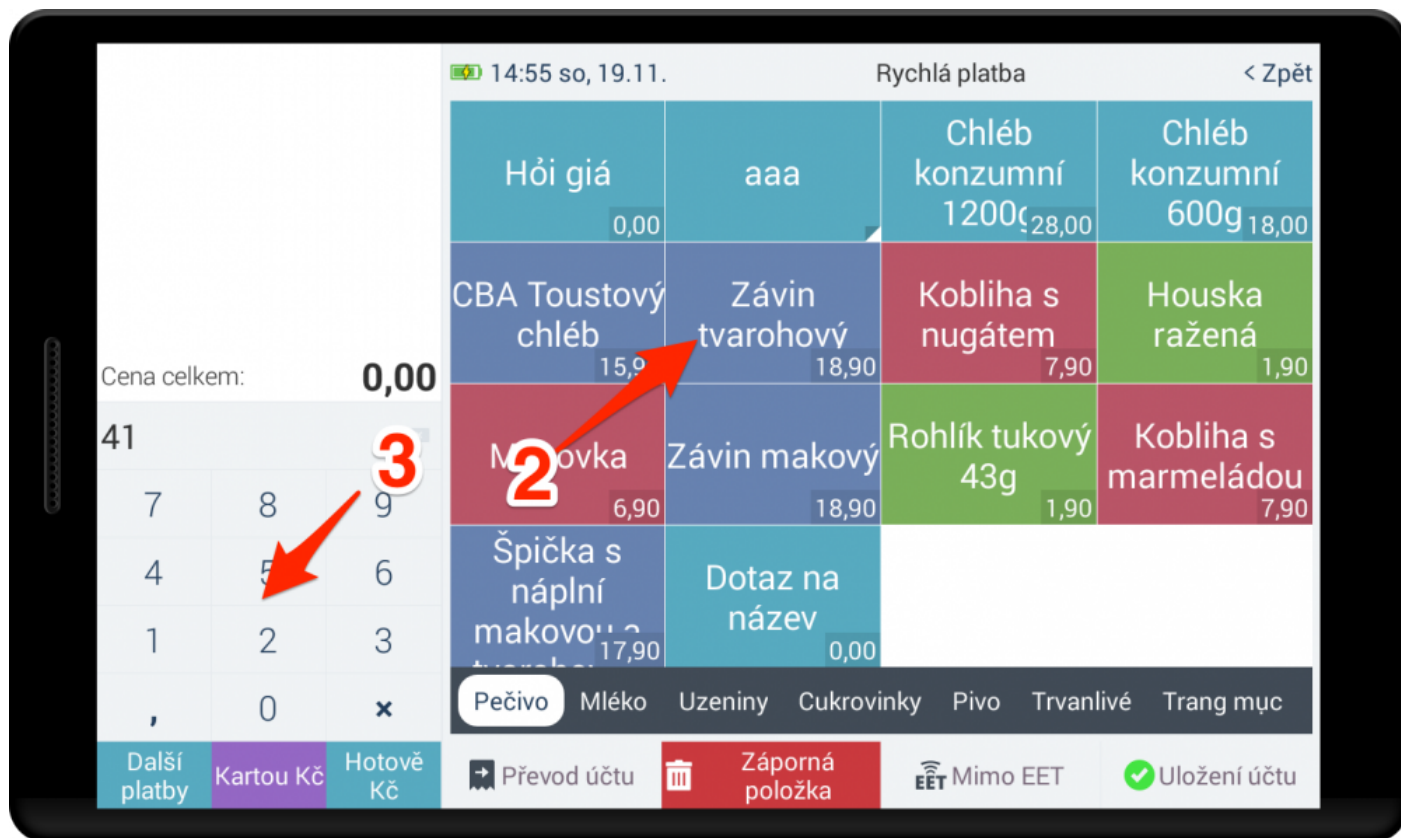 14:55 so, 19.11.
Rychlá platba
< Zpět
Hỏi giá
0,00
aaa
Chléb
konzumní
28,00
Chléb
konzumní
600g
18,00
CBA Toustový
chléb
Závin
tvarohový
18,90
Kobliha s
nugátem
7,90
Houska
ražená
1,90
6,90
Závin makový
18,90
Rohlík tukový
43g
1,90
Kobliha s
marmeládou
7,90
Špička s
náplní
17,90
Dotaz na
název
0,00
Cena celkem:
0,00
41
3
2
7 8 9
4 5 6
1 2 3
, 0 ×
Pečivo Mléko Uzeniny Cukrovinky Pivo Trvanlivé Trang mục
Další
platby
Kartou Kč
Hotově
Kč
Převod účtu
Záporná
položka
EET Mimo EET
Uložení účtu